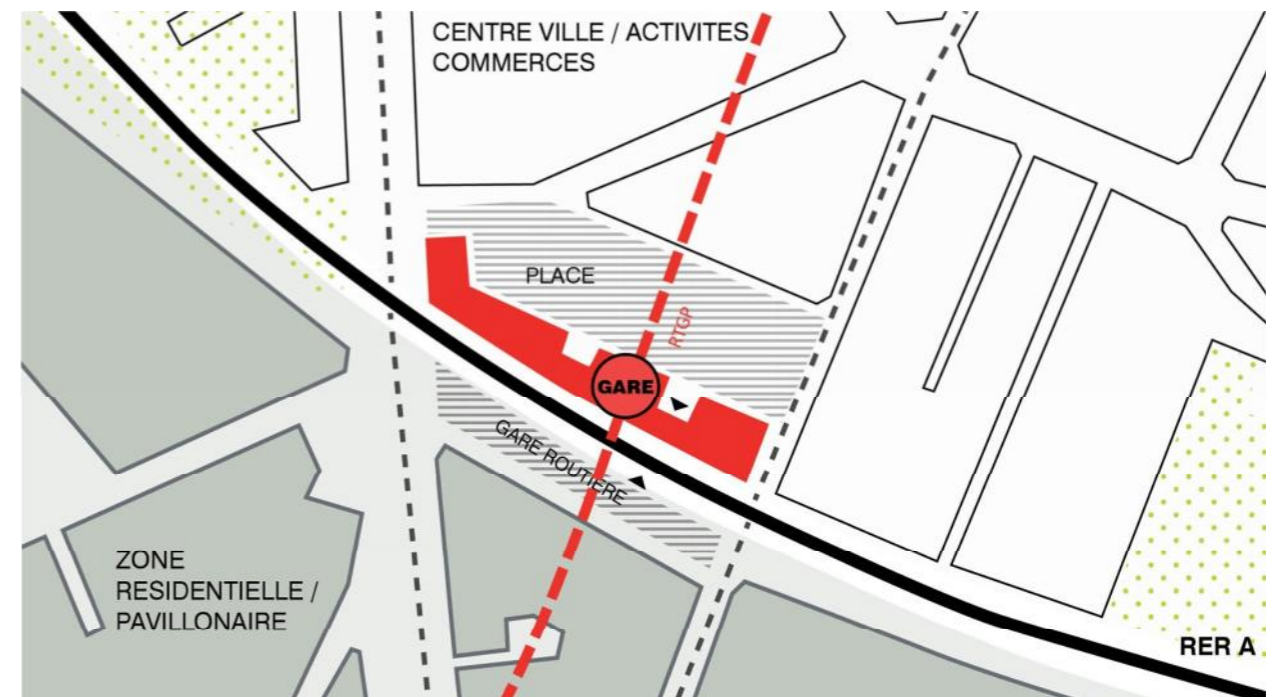 CENTRE VILLE / ACTIVITES
COMMERCES
PLACE
RTGP
GARE
GARE ROUTIERE
ZONE
RESIDENTIELLE /
PAVILLONAIRE
RER A